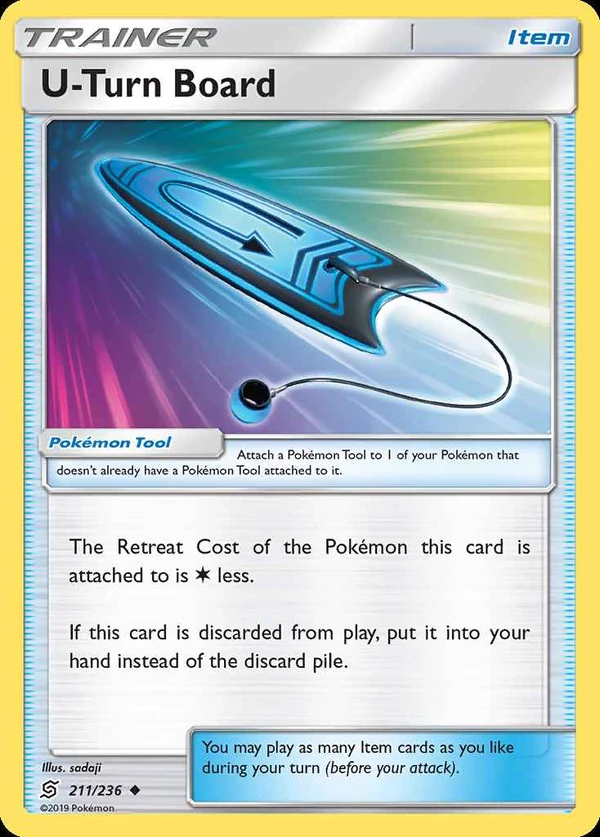 TRAINER
Item
U-Turn Board
Pokémon Tool
Attach a Pokémon Tool to 1 of your Pokémon that
doesn't already have a Pokémon Tool attached to it.
The Retreat Cost of the Pokémon this card is
attached to is less.
If this card is discarded from play, put it into your
hand instead of the discard pile.
You may play as many Item cards as you like
during your turn (before your attack).
Illus. sadaji
211/236
©2019 Pokémon